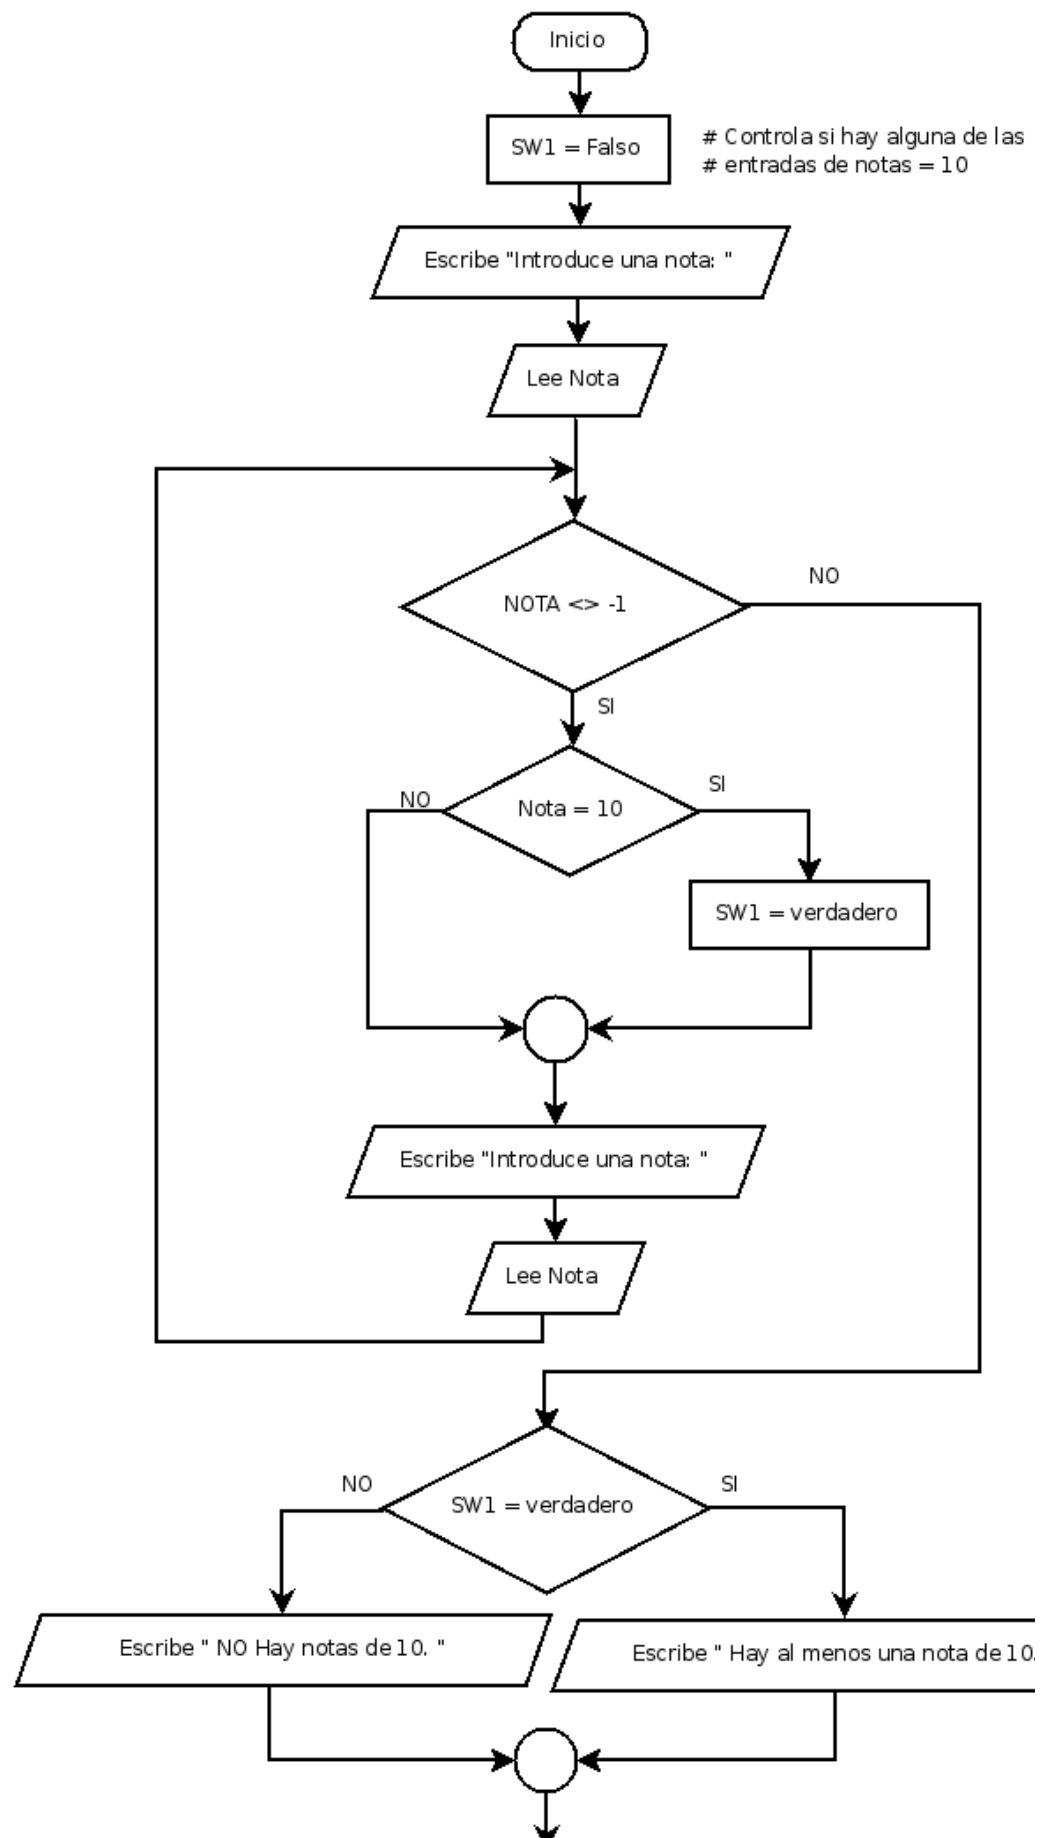 Inicio
SW1 = Falso
# Controla si hay alguna de las
# entradas de notas = 10
Escribe "Introduce una nota: "
Lee Nota
NO
NOTA <> -1
SI
NO
Nota = 10
SI
SW1 = verdadero
Escribe "Introduce una nota: "
Lee Nota
NO
SW1 = verdadero
SI
Escribe " NO Hay notas de 10. "
Escribe " Hay al menos una nota de 10.